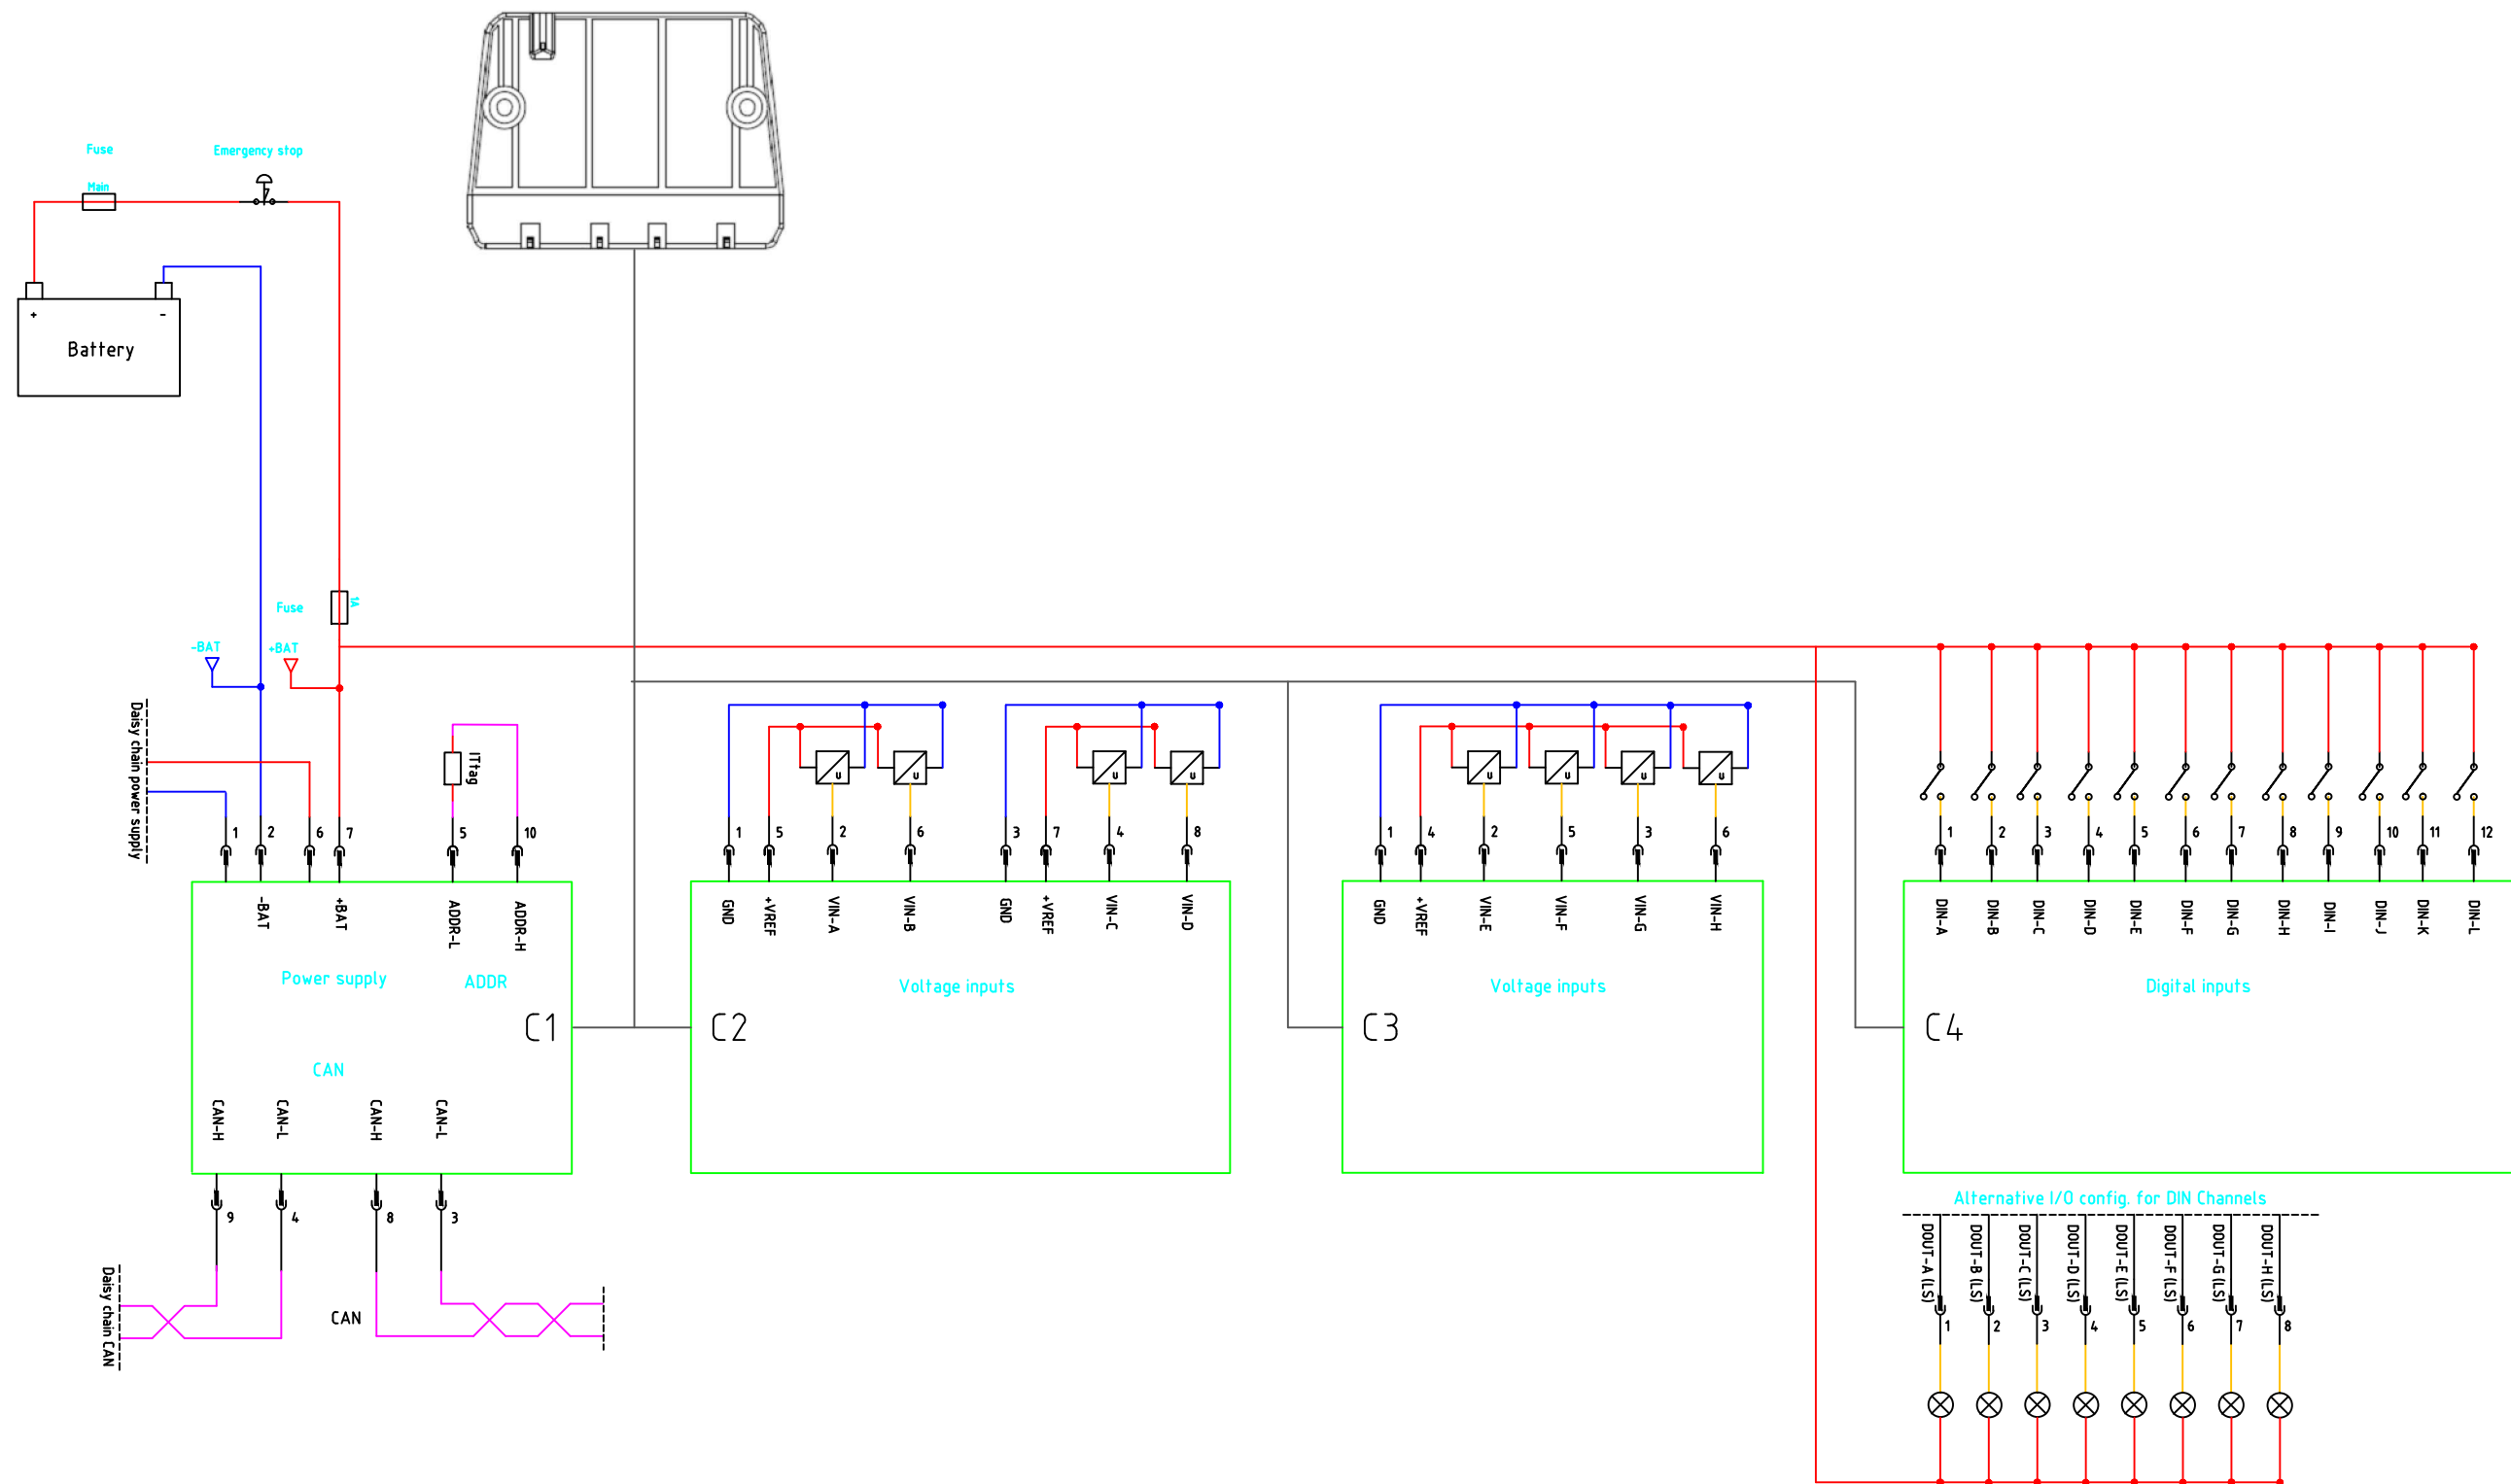 Fuse
Emergency stop
Main
+
-
Battery
1A
Fuse
-BAT
+BAT
Daisy chain power supply
ITtag
1
2
6
7
5
10
1
5
2
6
3
7
4
8
1
4
2
5
3
6
1
2
3
4
5
6
7
8
9
10
11
12
u
u
u
u
u
u
u
u
-BAT
+BAT
ADDR-L
ADDR-H
GND
+VREF
VIN-A
VIN-B
GND
+VREF
VIN-C
VIN-D
GND
+VREF
VIN-E
VIN-F
VIN-G
VIN-H
DIN-A
DIN-B
DIN-C
DIN-D
DIN-E
DIN-F
DIN-G
DIN-H
DIN-I
DIN-J
DIN-K
DIN-L
Power supply
ADDR
Voltage inputs
Voltage inputs
Digital inputs
C1
C2
C3
C4
CAN
CAN-H
CAN-L
CAN-H
CAN-L
9
4
8
3
Daisy chain CAN
CAN
Alternative I/O config. for DIN Channels
DOUT-A (LS)
DOUT-B (LS)
DOUT-C (LS)
DOUT-D (LS)
DOUT-E (LS)
DOUT-F (LS)
DOUT-G (LS)
DOUT-H (LS)
1
2
3
4
5
6
7
8